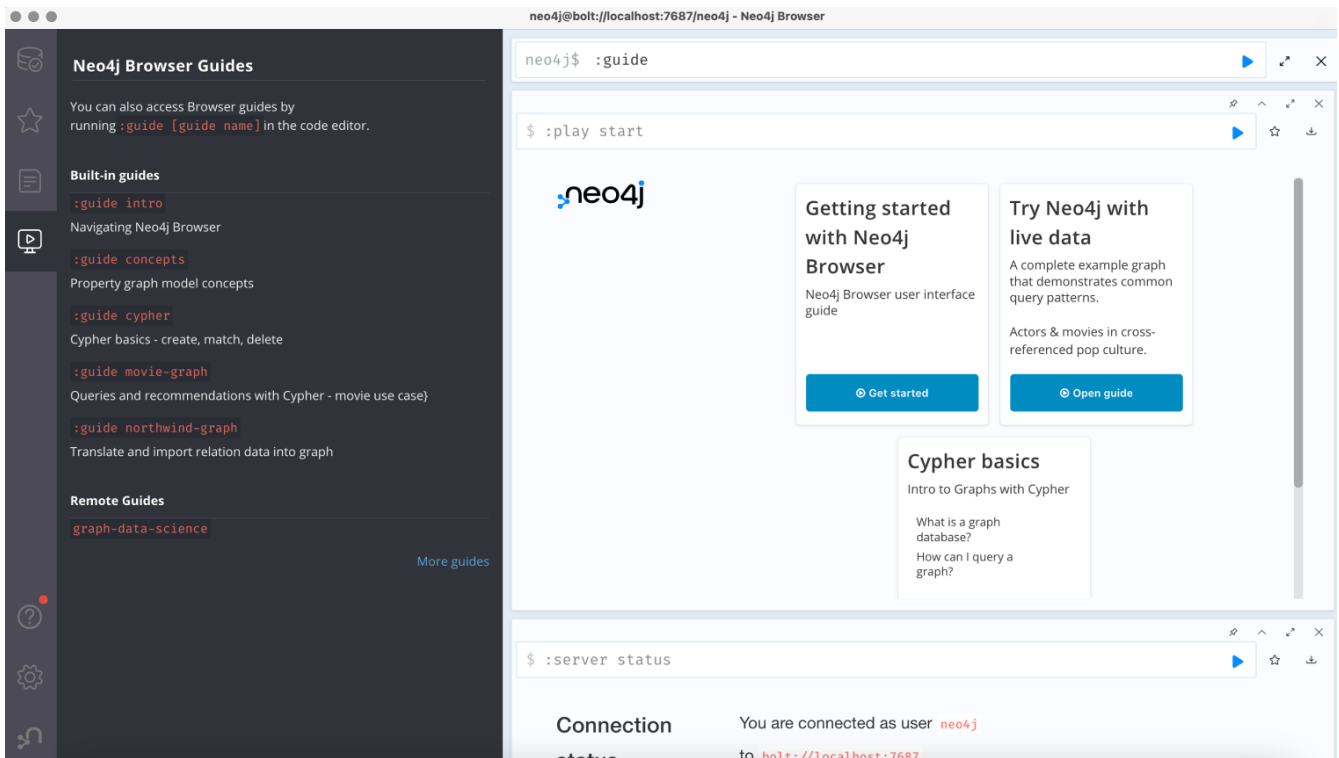 neo4j@bolt://localhost:7687/neo4j - Neo4j Browser
Neo4j Browser Guides
You can also access Browser guides by
running :guide [guide name] in the code editor.
Built-in guides
:guide intro
Navigating Neo4j Browser
:guide concepts
Property graph model concepts
:guide cypher
Cypher basics - create, match, delete
:guide movie-graph
Queries and recommendations with Cypher - movie use case}
:guide northwind-graph
Translate and import relation data into graph
Remote Guides
graph-data-science
More guides
neo4j$ :guide
$ :play start
neo4j
Getting started
with Neo4j
Browser
Neo4j Browser user interface
guide
Get started
Try Neo4j with
live data
A complete example graph
that demonstrates common
query patterns.
Actors & movies in cross-
referenced pop culture.
Open guide
Cypher basics
Intro to Graphs with Cypher
What is a graph
database?
How can I query a
graph?
$ :server status
Connection
status
You are connected as user neo4j
to bolt://localhost:7687